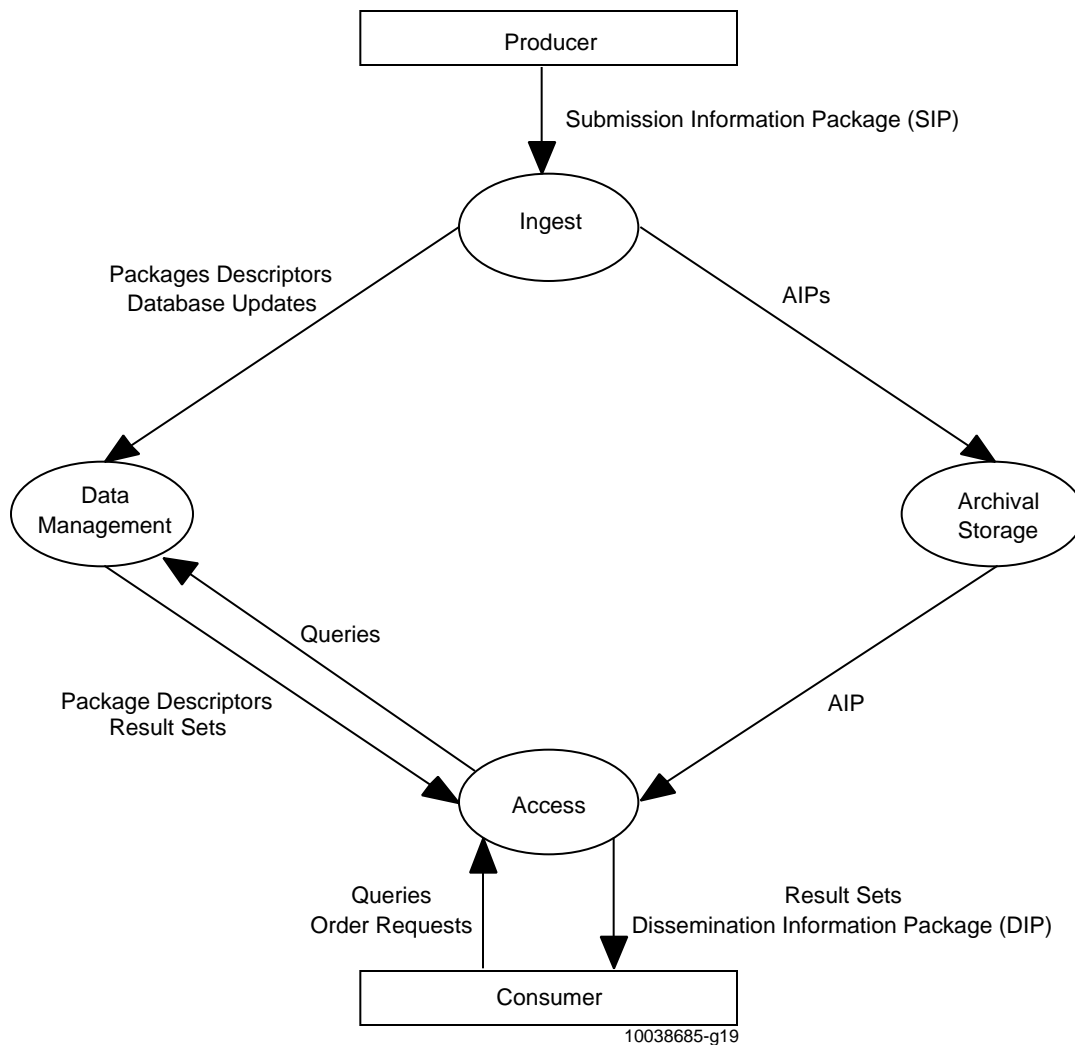 Producer
Submission Information Package (SIP)
Ingest
Packages Descriptors
Database Updates
AIPs
Data
Management
Archival
Storage
Queries
Package Descriptors
Result Sets
AIP
Access
Queries
Order Requests
Result Sets
Dissemination Information Package (DIP)
Consumer
10038685-g19